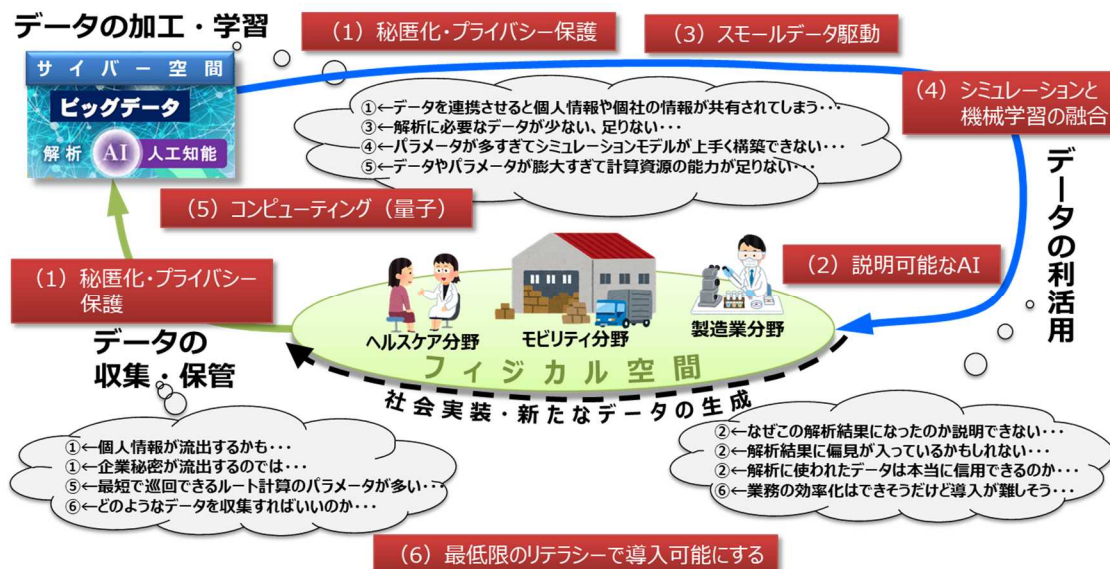 データの加工・学習
（1）秘匿化・プライバシー保護
（3）スモールデータ駆動
サイバー空間
ビッグデータ
解析 AI 人工知能
（4）シミュレーションと
機械学習の融合
①←データを連携させると個人情報や個社の情報が共有されてしまう・・・
③←解析に必要なデータが少ない、足りない・・・
④←パラメータが多すぎてシミュレーションモデルが上手く構築できない・・・
⑤←データやパラメータが膨大すぎて計算資源の能力が足りない・・・
（5）コンピューティング（量子）
データの利活用
（1）秘匿化・プライバシー
保護
（2）説明可能なAI
ヘルスケア分野
モビリティ分野
製造業分野
フィジカル空間
社会実装・新たなデータの生成
データの
収集・保管
①←個人情報が流出するかも・・・
①←企業秘密が流出するのでは・・・
⑤←最短で巡回できるルート計算のパラメータが多い・・・
⑥←どのようなデータを収集すればいいのか・・・
②←なぜこの解析結果になったのか説明できない・・・
②←解析結果に偏見が入っているかもしれない・・・
②←解析に使われたデータは本当に信用できるのか・・・
⑥←業務の効率化はできそうだけど導入が難しそう・・・
（6）最低限のリテラシーで導入可能にする